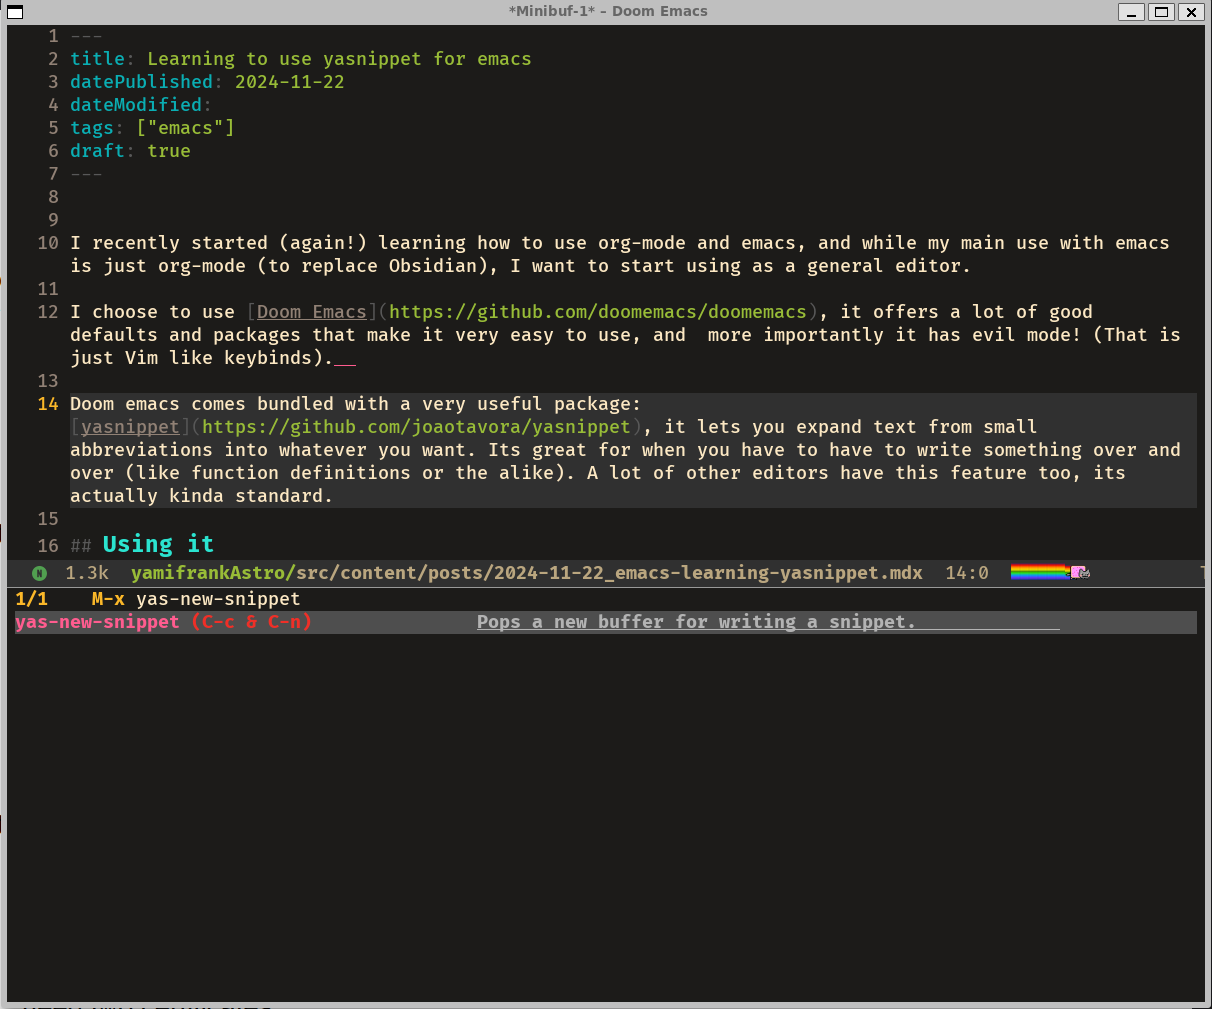 *Minibuf-1* – Doom Emacs
1 ---
2 title: Learning to use yasnippet for emacs
3 datePublished: 2024-11-22
4 dateModified:
5 tags: ["emacs"]
6 draft: true
7 ---
8
9
10 I recently started (again!) learning how to use org-mode and emacs, and while my main use with emacs
is just org-mode (to replace Obsidian), I want to start using as a general editor.
11
12 I choose to use [Doom Emacs](https://github.com/doomemacs/doomemacs), it offers a lot of good
defaults and packages that make it very easy to use, and  more importantly it has evil mode! (That is
just Vim like keybinds).__
13
14 Doom emacs comes bundled with a very useful package:
[yasnippet](https://github.com/joaotavora/yasnippet), it lets you expand text from small
abbreviations into whatever you want. Its great for when you have to have to write something over and
over (like function definitions or the alike). A lot of other editors have this feature too, its
actually kinda standard.
15
16 ## Using it
N 1.3k yamifrankAstro/src/content/posts/2024-11-22_emacs-learning-yasnippet.mdx 14:0
1/1 M-x yas-new-snippet
yas-new-snippet (C-c & C-n) Pops a new buffer for writing a snippet.